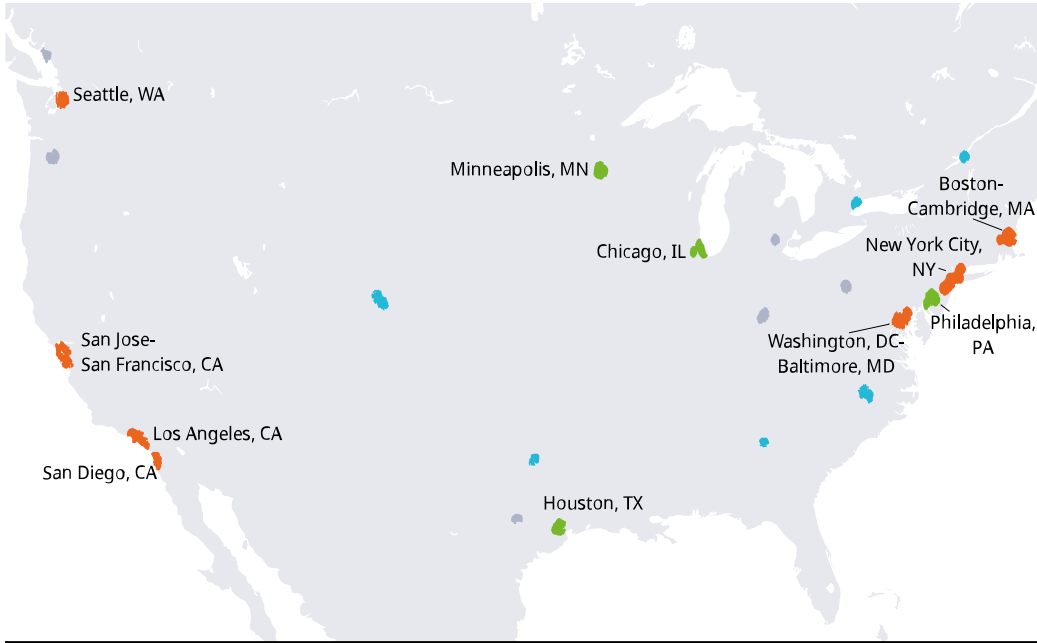 Seattle, WA
Minneapolis, MN
Boston-
Cambridge, MA
Chicago, IL
New York City,
NY
Philadelphia,
PA
Washington, DC-
Baltimore, MD
San Jose-
San Francisco, CA
Los Angeles, CA
San Diego, CA
Houston, TX